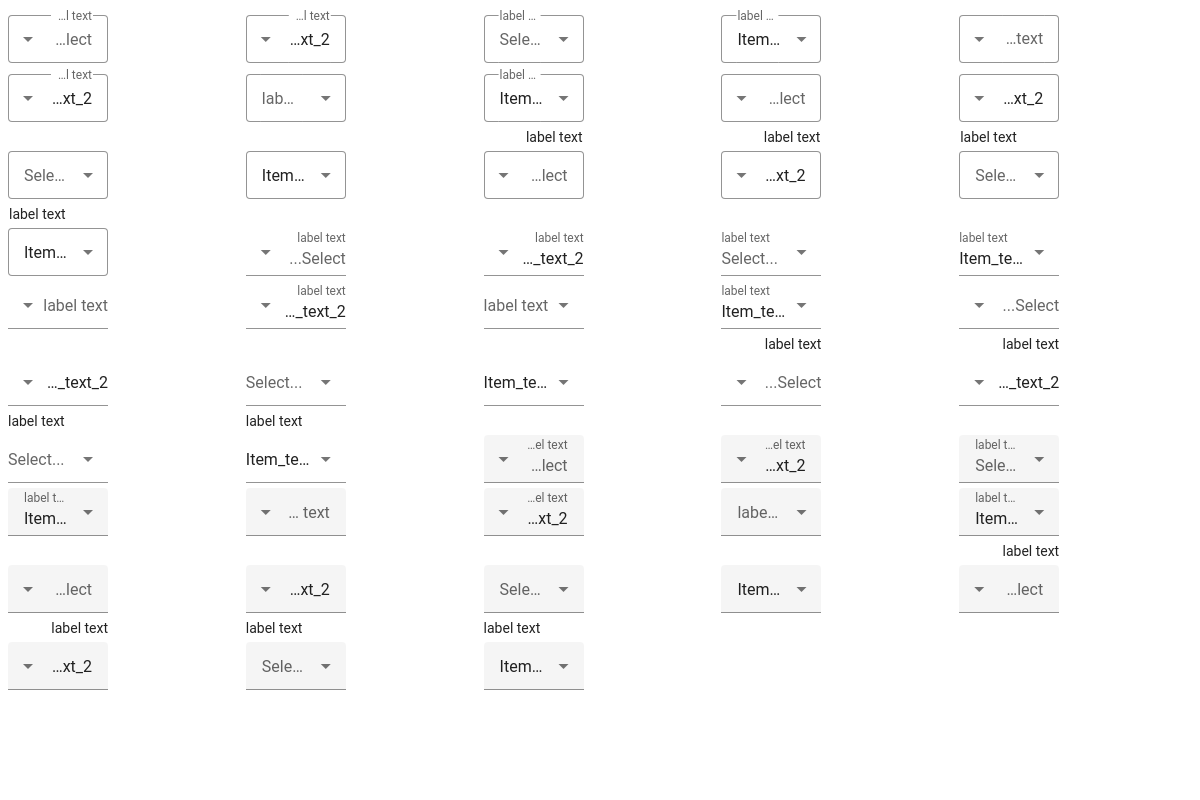 ...l text
...l text
label ...
label ...
...lect
...xt_2
Sele...
Item...
...text
...l text
label ...
...xt_2
lab...
Item...
...lect
...xt_2
label text
label text
label text
Sele...
Item...
...lect
...xt_2
Sele...
label text
Item...
label text
...Select
label text
..._text_2
label text
Select...
label text
Item_te...
label text
label text
..._text_2
label text
label text
Item_te...
...Select
label text
label text
..._text_2
Select...
Item_te...
...Select
..._text_2
label text
label text
Select...
Item_te...
...el text
...lect
...el text
...xt_2
label t...
Sele...
label t...
Item...
... text
...el text
...xt_2
labe...
label t...
Item...
label text
...lect
...xt_2
Sele...
Item...
...lect
label text
label text
label text
...xt_2
Sele...
Item...